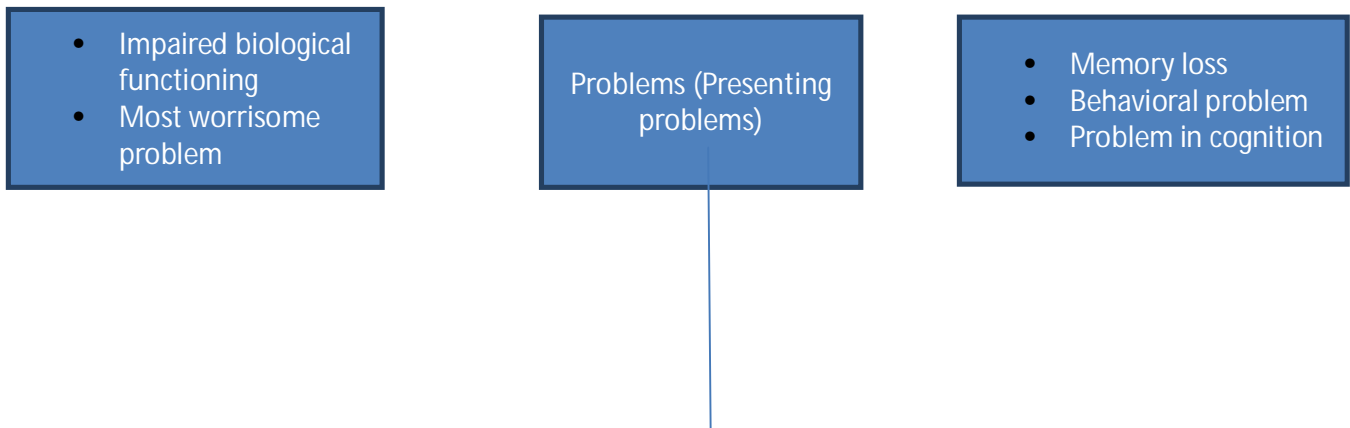 • Impaired biological
functioning
• Most worrisome
problem
Problems (Presenting
problems)
• Memory loss
• Behavioral problem
• Problem in cognition